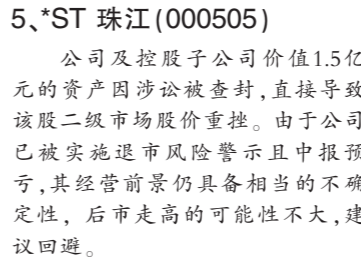 5、*ST 珠江(000505)
公司及控股子公司价值1.5亿
元的资产因涉讼被查封,直接导致
该股二级市场股价重挫。由于公司
已被实施退市风险警示且中报预
亏,其经营前景仍具备相当的不确
定性，后市走高的可能性不大,建
议回避。